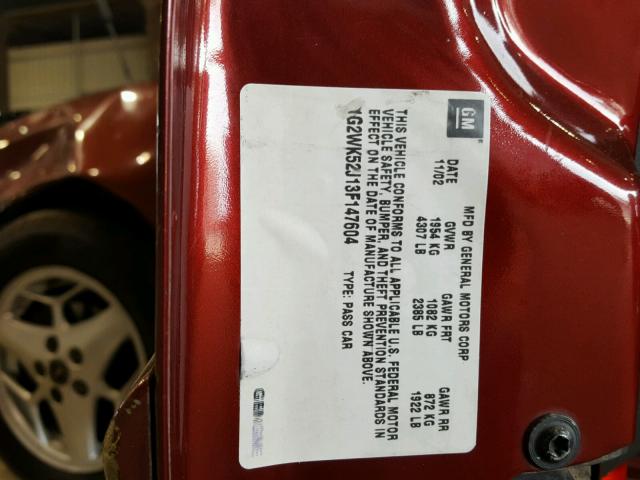 GM
MFD BY GENERAL MOTORS CORP
DATE GVWR GAWR FRT GAWR RR
11/02 1954 KG 1082 KG 872 KG
4307 LB 2385 LB 1922 LB
THIS VEHICLE CONFORMS TO ALL APPLICABLE U.S. FEDERAL MOTOR
VEHICLE SAFETY, BUMPER, AND THEFT PREVENTION STANDARDS IN
EFFECT ON THE DATE OF MANUFACTURE SHOWN ABOVE.
1G2WK52J13F147604 TYPE: PASS CAR